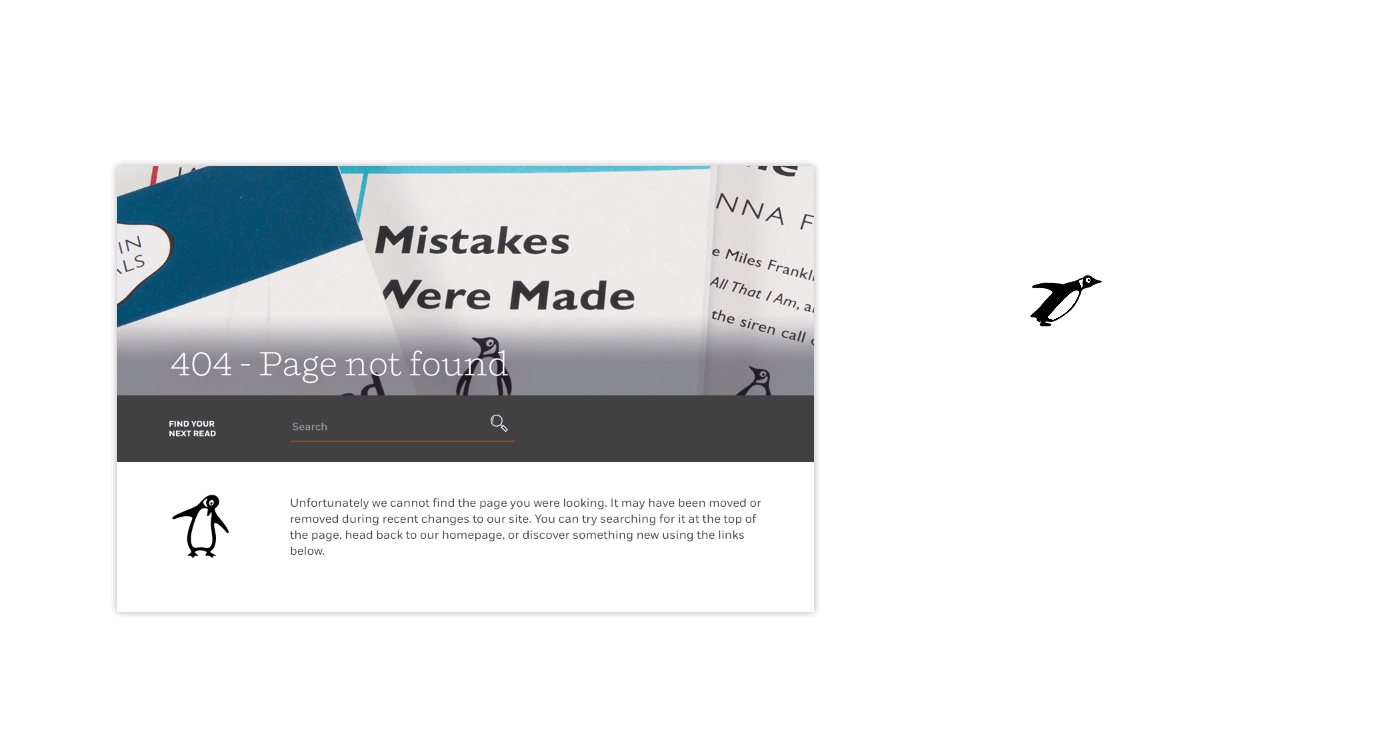 IN
ALS
Mistakes
Were Made
NNA F
e Miles Frankli
All That I Am, a
the siren call o
404 - Page not found
FIND YOUR
NEXT READ
Search
Unfortunately we cannot find the page you were looking. It may have been moved or
removed during recent changes to our site. You can try searching for it at the top of
the page, head back to our homepage, or discover something new using the links
below.